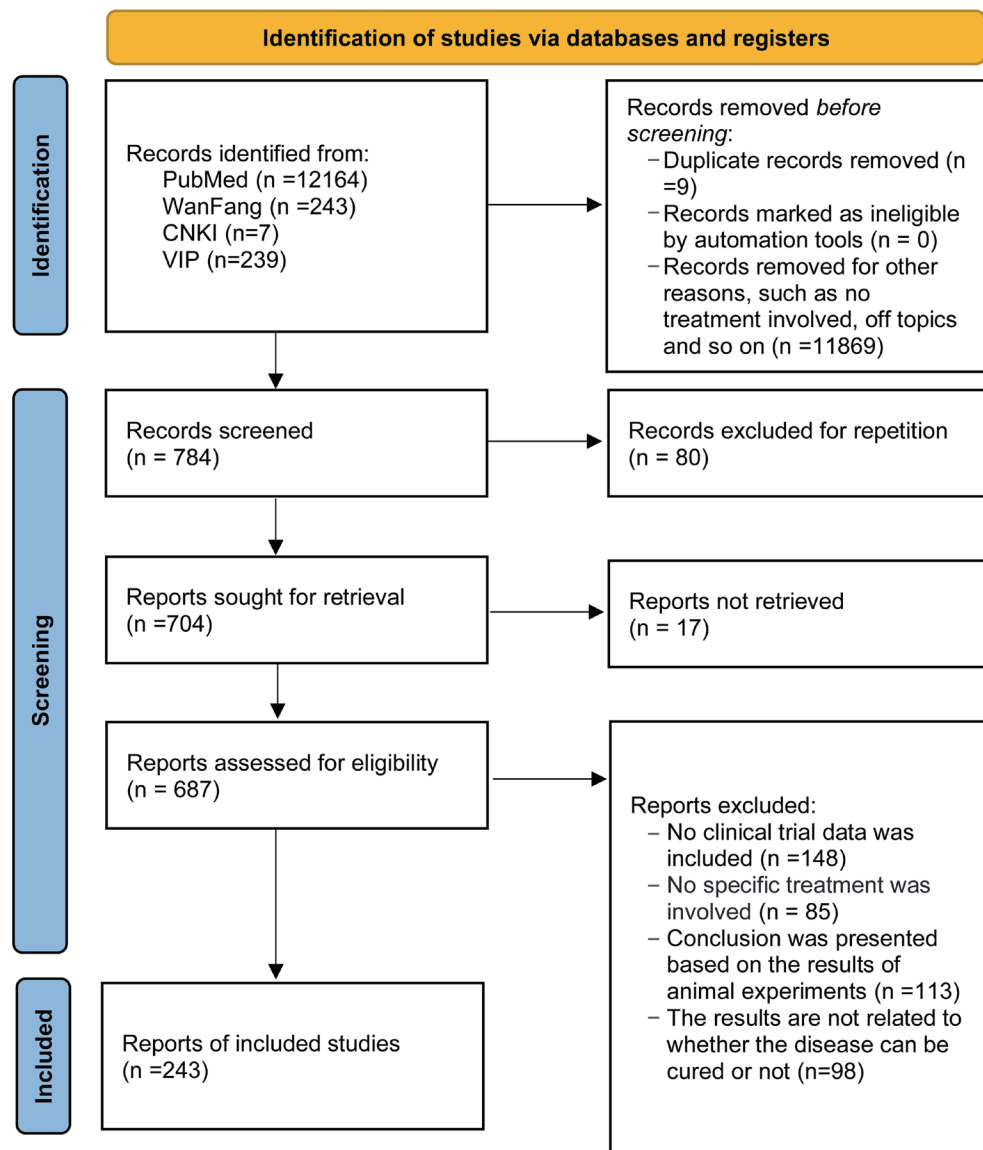 Identification of studies via databases and registers
Identification
Records identified from:
PubMed (n =12164)
WanFang (n =243)
CNKI (n=7)
VIP (n=239)
Records removed before
screening:
– Duplicate records removed (n
=9)
– Records marked as ineligible
by automation tools (n = 0)
– Records removed for other
reasons, such as no
treatment involved, off topics
and so on (n =11869)
Screening
Records screened
(n = 784)
Records excluded for repetition
(n = 80)
Reports sought for retrieval
(n =704)
Reports not retrieved
(n = 17)
Reports assessed for eligibility
(n = 687)
Reports excluded:
– No clinical trial data was
included (n =148)
– No specific treatment was
involved (n = 85)
– Conclusion was presented
based on the results of
animal experiments (n =113)
– The results are not related to
whether the disease can be
cured or not (n=98)
Included
Reports of included studies
(n =243)